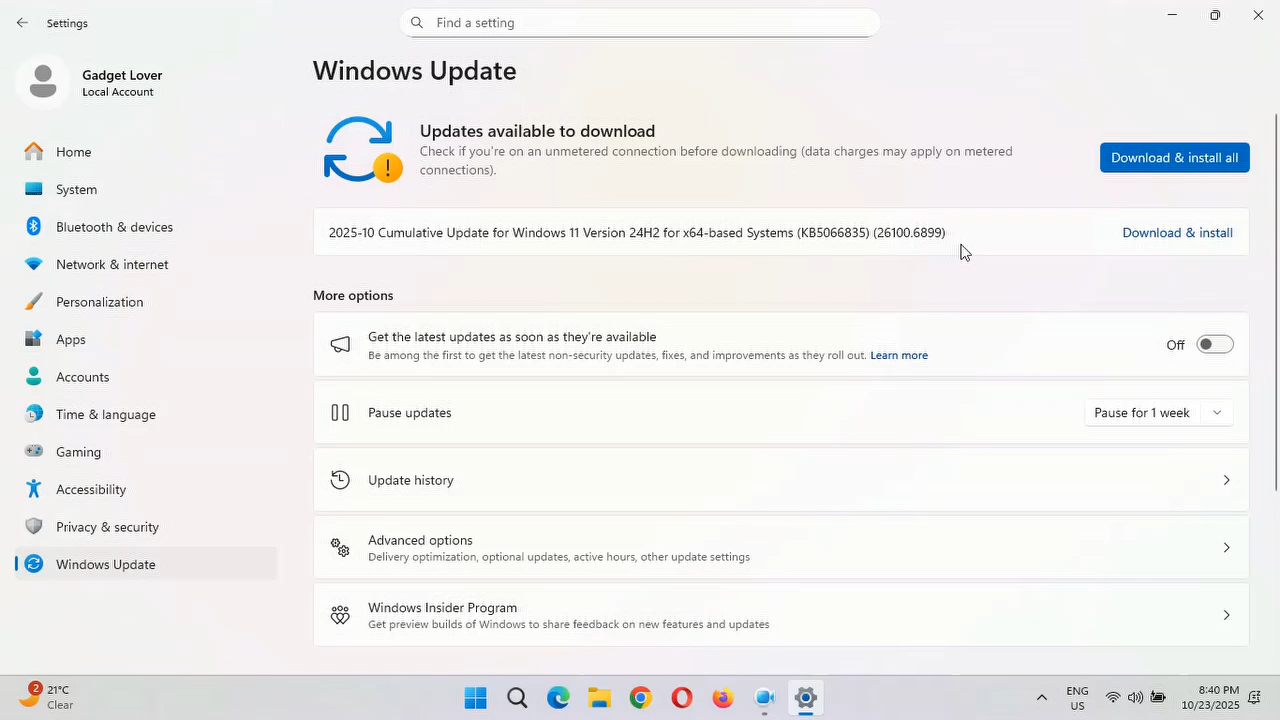 Settings
Find a setting
Gadget Lover
Local Account
Home
System
Bluetooth & devices
Network & internet
Personalization
Apps
Accounts
Time & language
Gaming
Accessibility
Privacy & security
Windows Update
Windows Update
Updates available to download
Check if you're on an unmetered connection before downloading (data charges may apply on metered
connections).
Download & install all
2025-10 Cumulative Update for Windows 11 Version 24H2 for x64-based Systems (KB5066835) (26100.6899)
Download & install
More options
Get the latest updates as soon as they're available
Be among the first to get the latest non-security updates, fixes, and improvements as they roll out. Learn more
Off
Pause updates
Pause for 1 week
Update history
Advanced options
Delivery optimization, optional updates, active hours, other update settings
Windows Insider Program
Get preview builds of Windows to share feedback on new features and updates
2
21°C
Clear
ENG
US
8:40 PM
10/23/2025